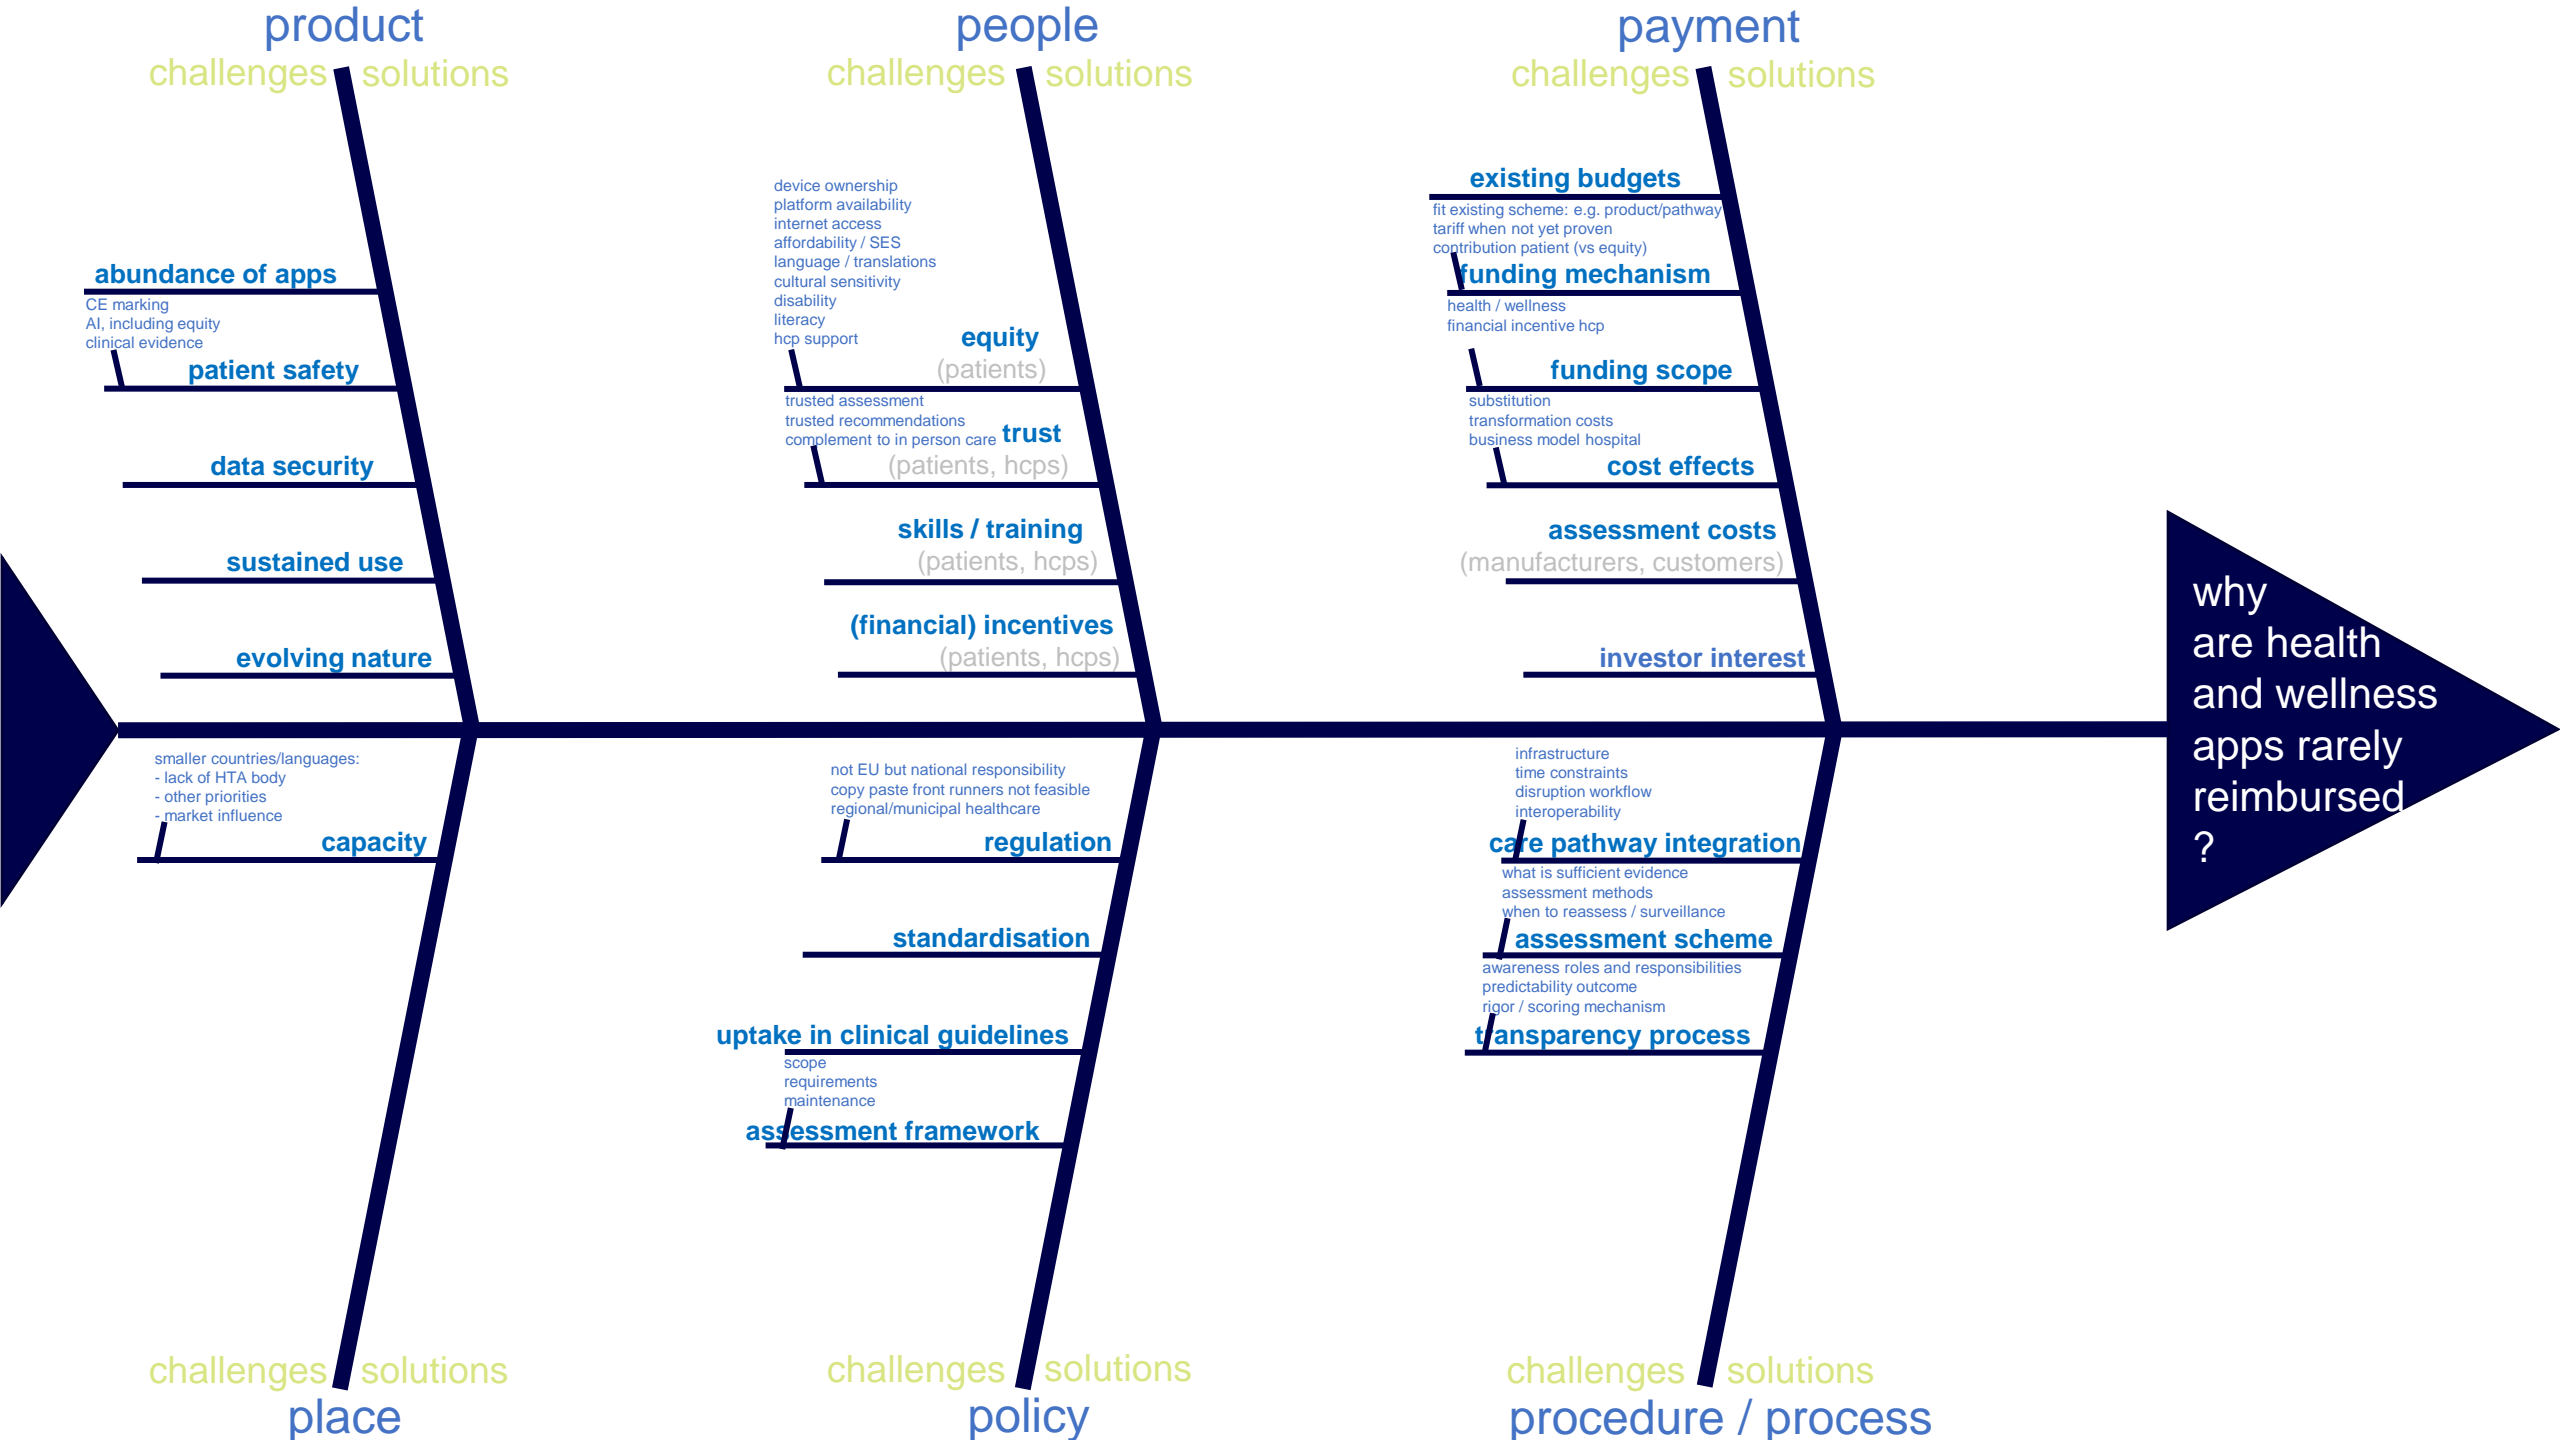 product
challenges solutions
abundance of apps
CE marking
AI, including equity
clinical evidence
patient safety
data security
sustained use
evolving nature
people
challenges solutions
device ownership
platform availability
internet access
affordability / SES
language / translations
cultural sensitivity
disability
literacy
hcp support
equity
(patients)
trusted assessment
trusted recommendations
complement to in person care
trust
(patients, hcps)
skills / training
(patients, hcps)
(financial) incentives
(patients, hcps)
payment
challenges solutions
existing budgets
fit existing scheme: e.g. product/pathway
tariff when not yet proven
contribution patient (vs equity)
funding mechanism
health / wellness
financial incentive hcp
funding scope
substitution
transformation costs
business model hospital
cost effects
assessment costs
(manufacturers, customers)
investor interest
why
are health
and wellness
apps rarely
reimbursed
?
smaller countries/languages:
- lack of HTA body
- other priorities
- market influence
capacity
challenges solutions
place
not EU but national responsibility
copy paste front runners not feasible
regional/municipal healthcare
regulation
standardisation
uptake in clinical guidelines
scope
requirements
maintenance
assessment framework
challenges solutions
policy
infrastructure
time constraints
disruption workflow
interoperability
care pathway integration
what is sufficient evidence
assessment methods
when to reassess / surveillance
assessment scheme
awareness roles and responsibilities
predictability outcome
rigor / scoring mechanism
transparency process
challenges solutions
procedure / process